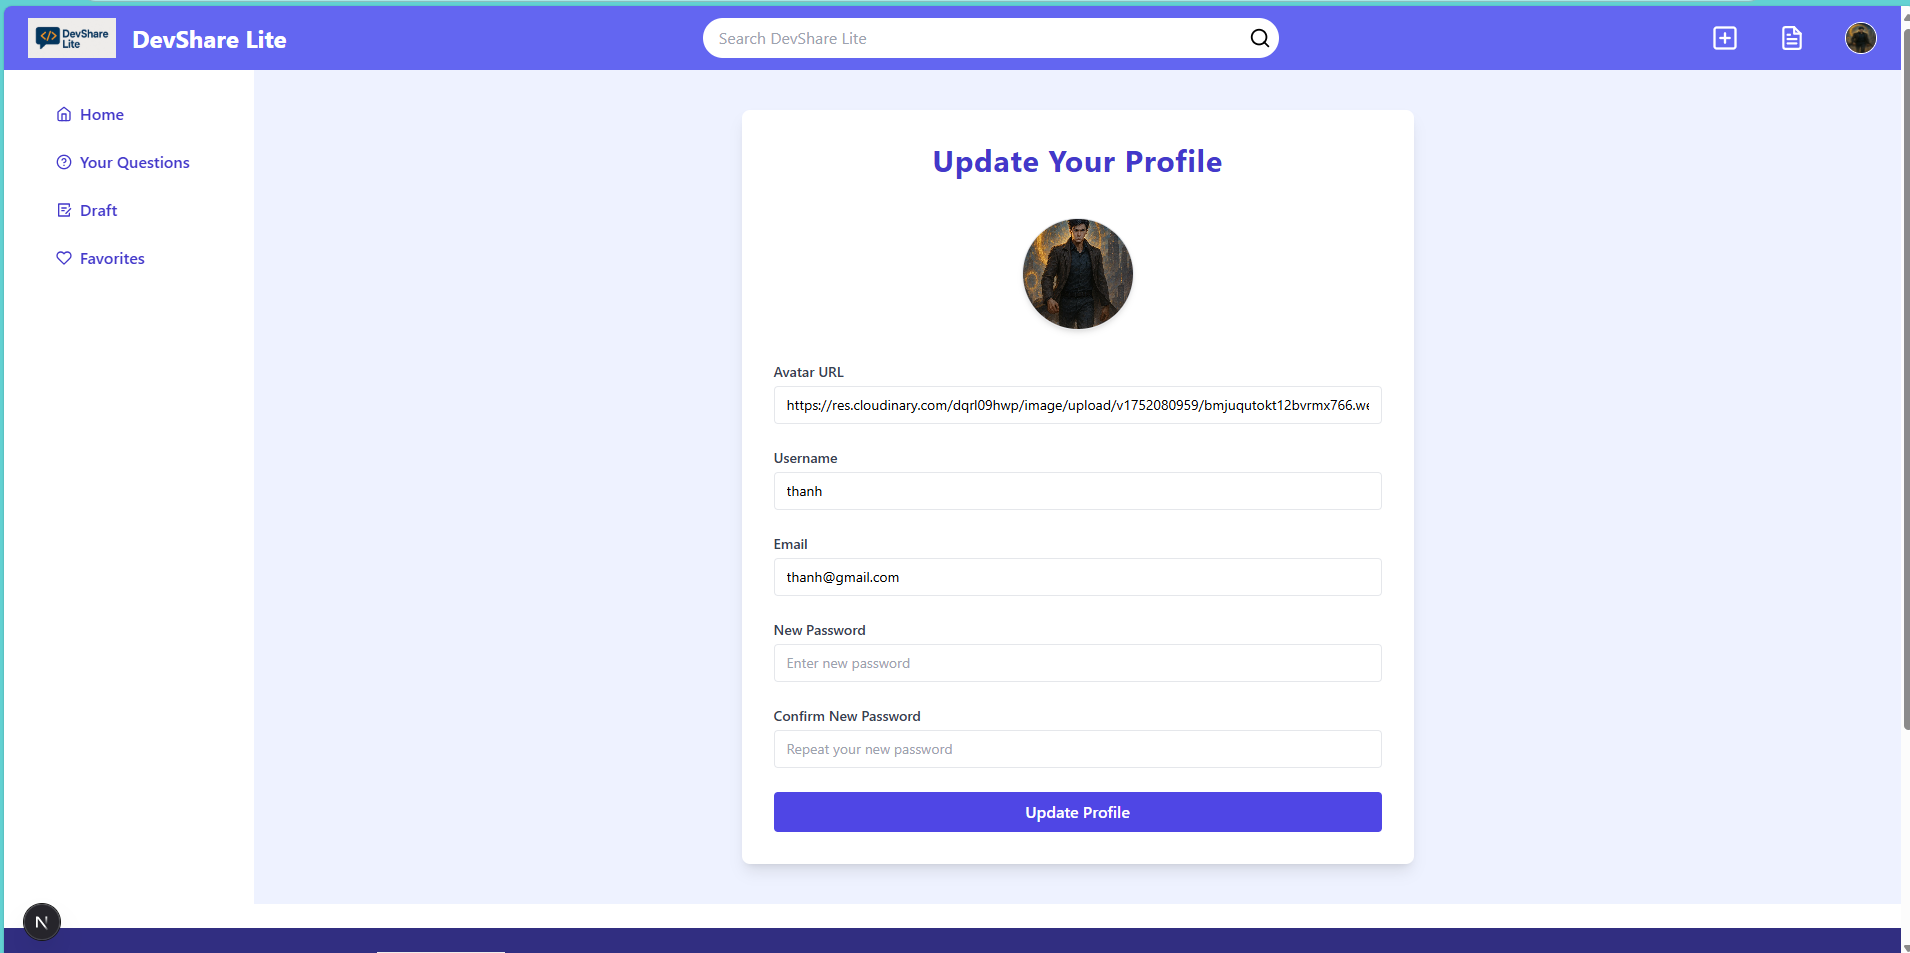 DevShare
Lite
DevShare Lite
Search DevShare Lite
Home
Your Questions
Draft
Favorites
Update Your Profile
Avatar URL
https://res.cloudinary.com/dqrl09hwp/image/upload/v1752080959/bmjuqutokt12bvrmx766.we
Username
thanh
Email
thanh@gmail.com
New Password
Enter new password
Confirm New Password
Repeat your new password
Update Profile
N